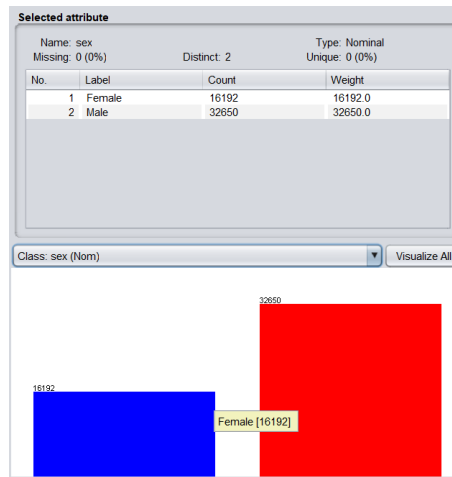 Selected attribute
Name: sex Type: Nominal
Missing: 0 (0%) Distinct: 2 Unique: 0 (0%)
No. Label Count Weight
1 Female 16192 16192.0
2 Male 32650 32650.0
Class: sex (Nom) Visualize All
32650
16192
Female [16192]